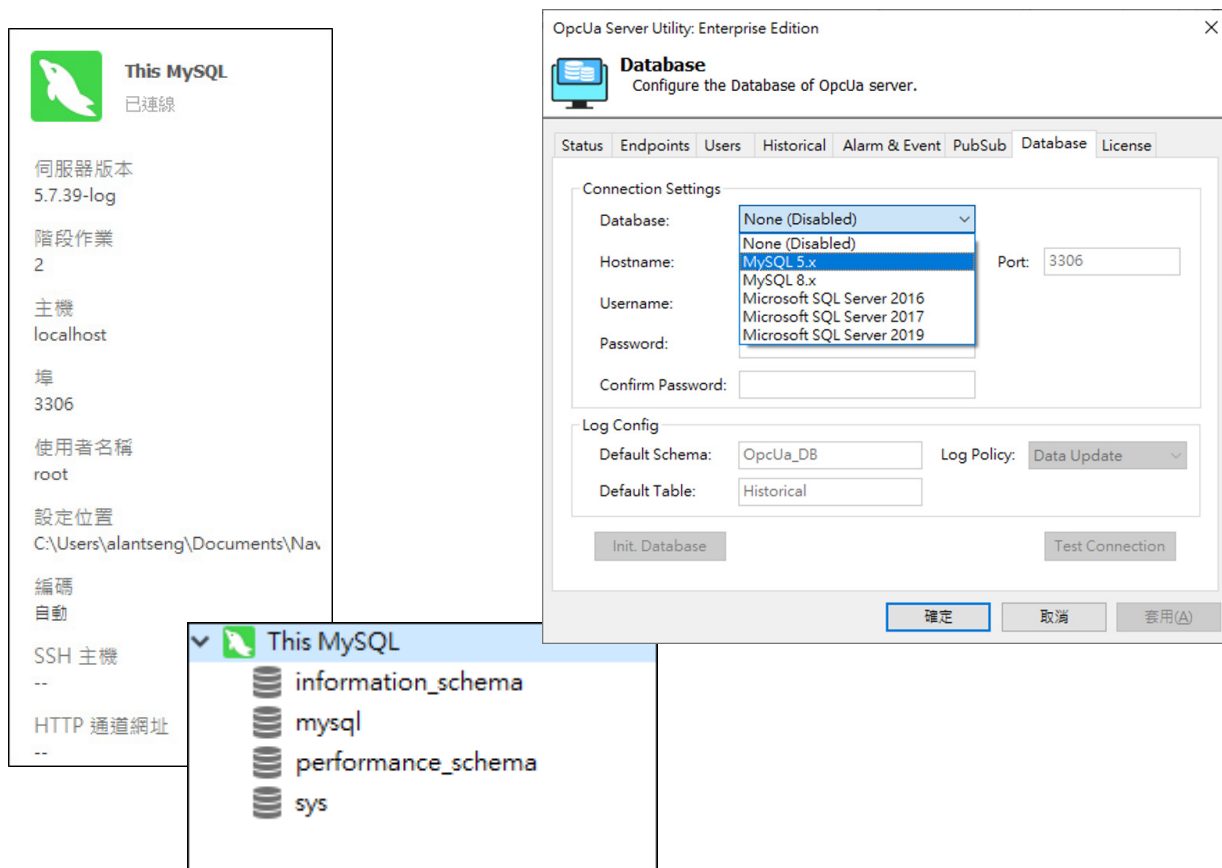 This MySQL
已連線
伺服器版本
5.7.39-log
階段作業
2
主機
localhost
埠
3306
使用者名稱
root
設定位置
C:\Users\alantseng\Documents\Nav
編碼
自動
SSH 主機
--
HTTP 通道網址
--
This MySQL
information_schema
mysql
performance_schema
sys
OpcUa Server Utility: Enterprise Edition
Database
Configure the Database of OpcUa server.
Status Endpoints Users Historical Alarm & Event PubSub Database License
Connection Settings
Database: None (Disabled)
None (Disabled)
Hostname: MySQL 5.x Port: 3306
MySQL 8.x
Username: Microsoft SQL Server 2016
Microsoft SQL Server 2017
Password: Microsoft SQL Server 2019
Confirm Password:
Log Config
Default Schema: OpcUa_DB Log Policy: Data Update
Default Table: Historical
Init. Database Test Connection
確定 取消 套用(A)